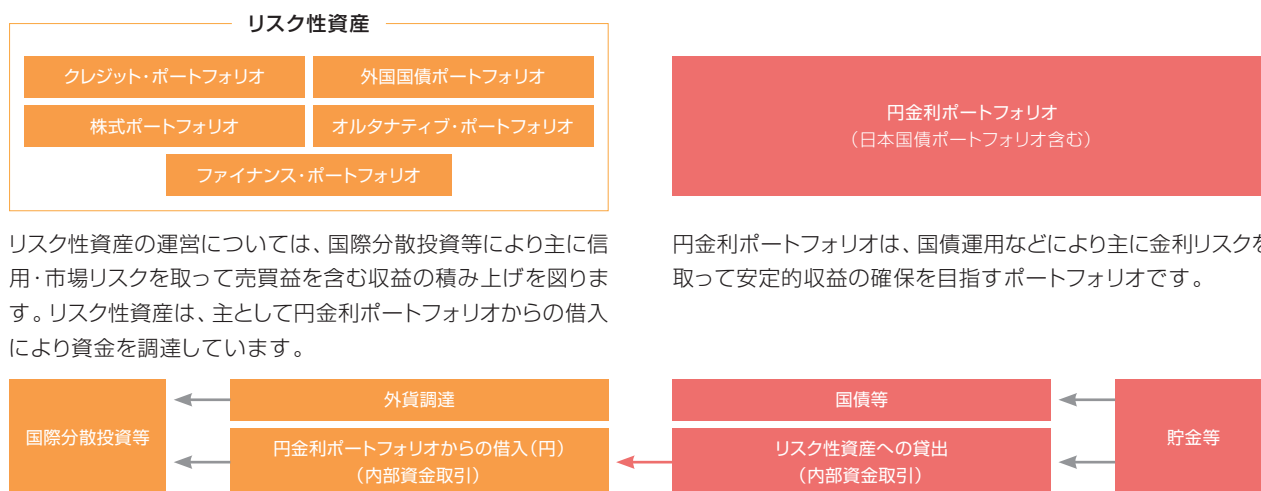 リスク性資産
クレジット・ポートフォリオ
外国国債ポートフォリオ
株式ポートフォリオ
オルタナティブ・ポートフォリオ
ファイナンス・ポートフォリオ
リスク性資産の運営については、国際分散投資等により主に信
用・市場リスクを取って売買益を含む収益の積み上げを図りま
す。リスク性資産は、主として円金利ポートフォリオからの借入
により資金を調達しています。
円金利ポートフォリオ
（日本国債ポートフォリオ含む）
円金利ポートフォリオは、国債運用などにより主に金利リスクを
取って安定的収益の確保を目指すポートフォリオです。
国際分散投資等
外貨調達
円金利ポートフォリオからの借入（円）
（内部資金取引）
国債等
リスク性資産への貸出
（内部資金取引）
貯金等